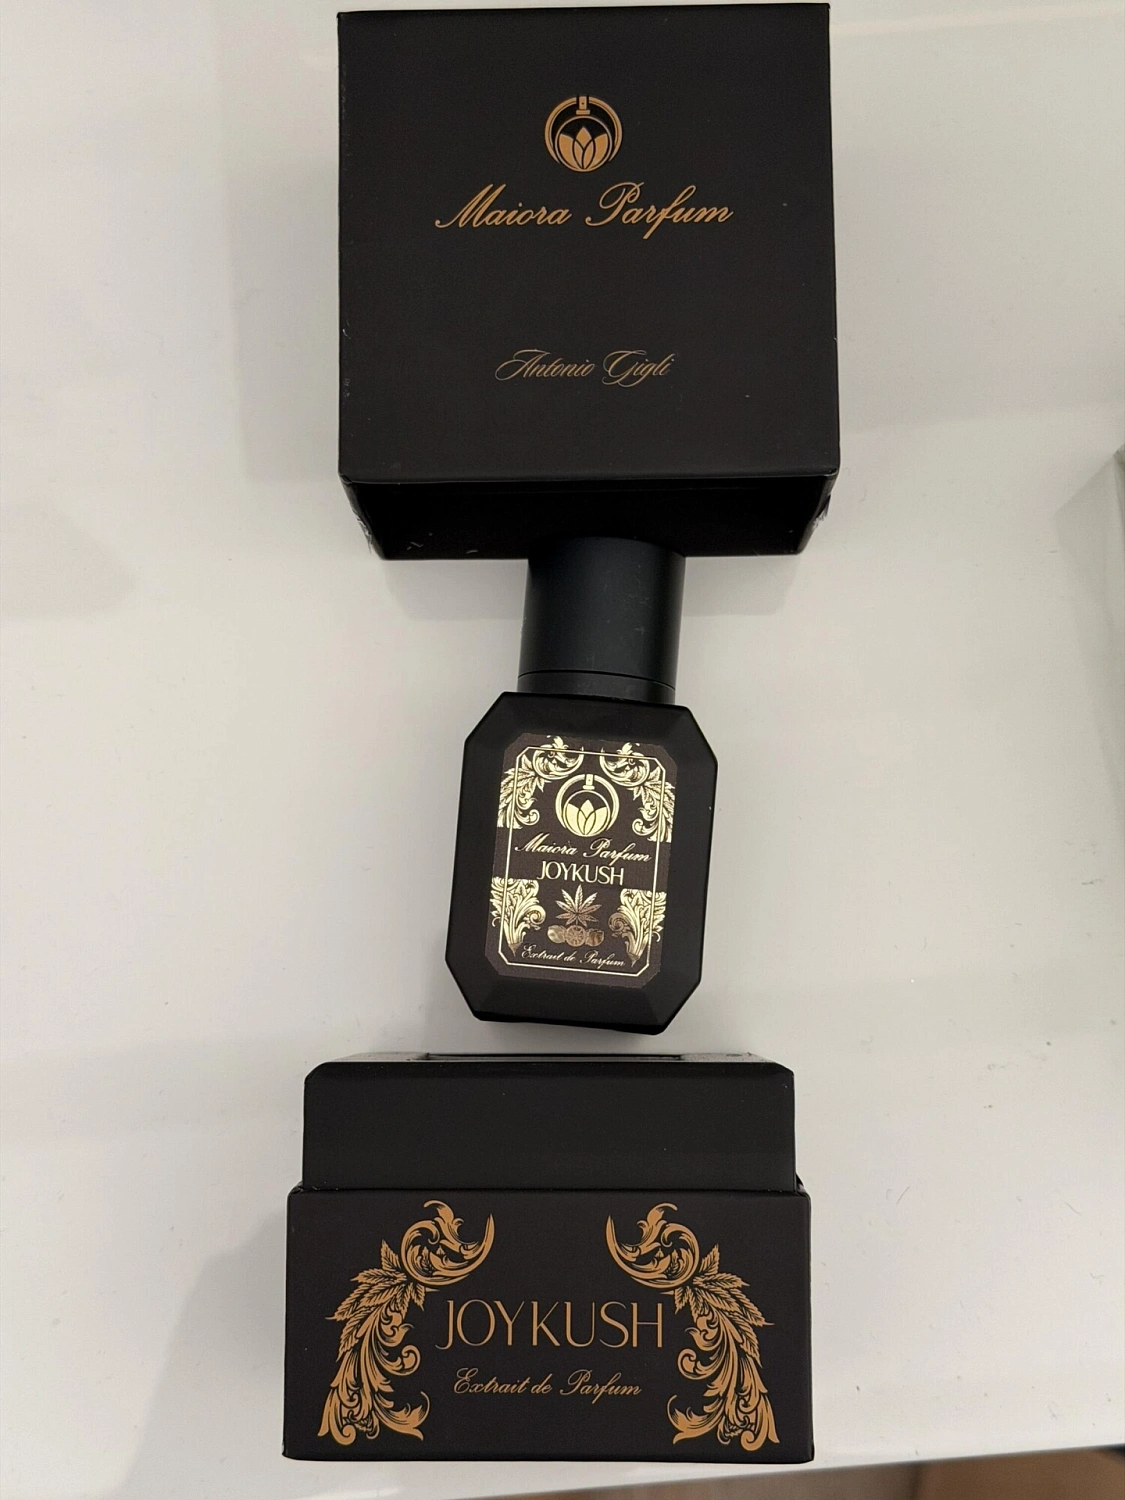 Maiora Parfum
Antonio Gigli
Maiora Parfum
JOYKUSH
Extrait de Parfum
JOYKUSH
Extrait de Parfum